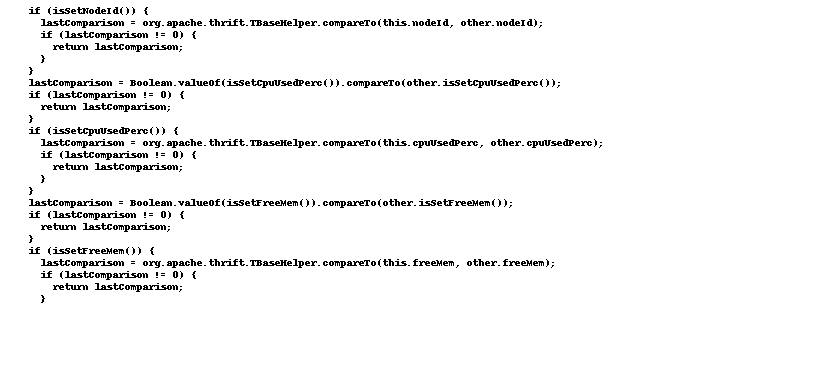 if (isSetNodeId()) {
  lastComparison = org.apache.thrift.TBaseHelper.compareTo(this.nodeId, other.nodeId);
  if (lastComparison != 0) {
    return lastComparison;
  }
}
lastComparison = Boolean.valueOf(isSetCpuUsedPerc()).compareTo(other.isSetCpuUsedPerc());
if (lastComparison != 0) {
  return lastComparison;
}
if (isSetCpuUsedPerc()) {
  lastComparison = org.apache.thrift.TBaseHelper.compareTo(this.cpuUsedPerc, other.cpuUsedPerc);
  if (lastComparison != 0) {
    return lastComparison;
  }
}
lastComparison = Boolean.valueOf(isSetFreeMem()).compareTo(other.isSetFreeMem());
if (lastComparison != 0) {
  return lastComparison;
}
if (isSetFreeMem()) {
  lastComparison = org.apache.thrift.TBaseHelper.compareTo(this.freeMem, other.freeMem);
  if (lastComparison != 0) {
    return lastComparison;
  }